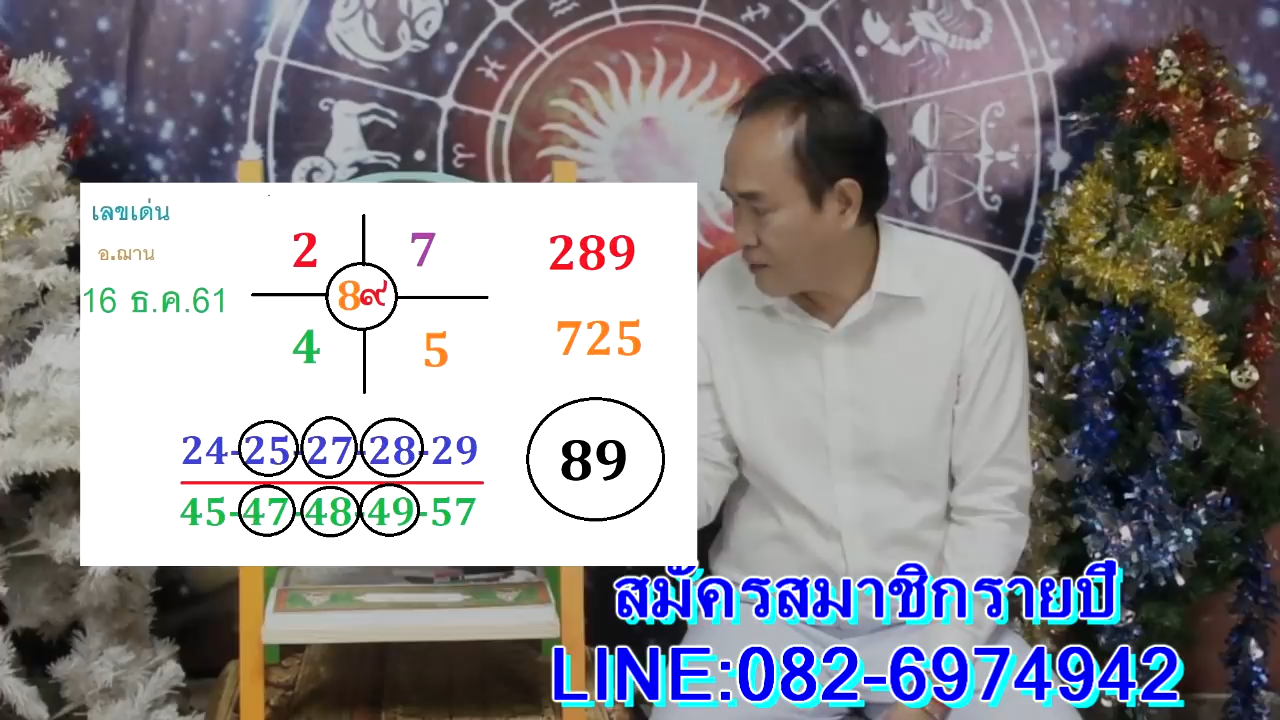 เลขเด่น
อ.ฌาน
16 ธ.ค.61
2 7
8๙
4 5
289
725
24-25-27-28-29
45-47-48-49-57
89
สมัครสมาชิกรายปี
LINE:082-6974942